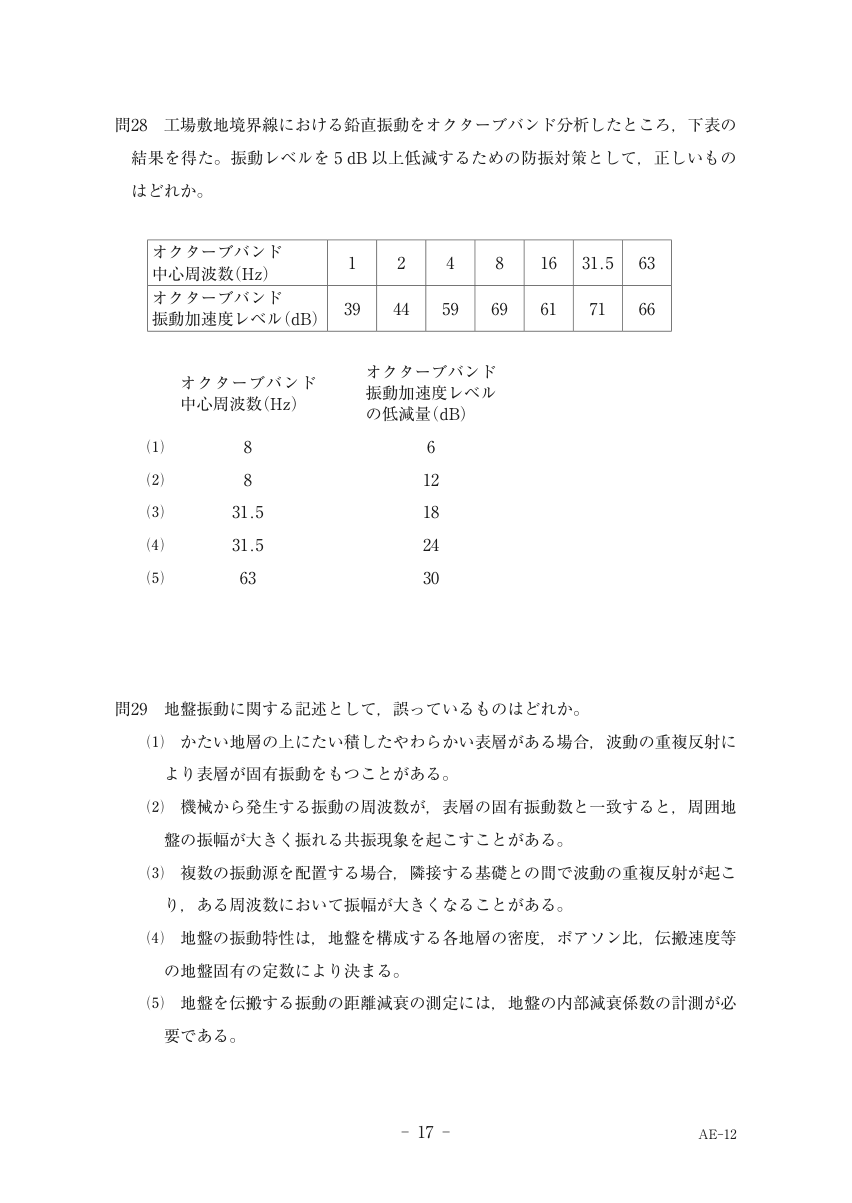 問28　工場敷地境界線における鉛直振動をオクターブバンド分析したところ，下表の
結果を得た。振動レベルを 5 dB 以上低減するための防振対策として，正しいもの
はどれか。
オクターブバンド
中心周波数(Hz)
1 2 4 8 16 31.5 63
オクターブバンド
振動加速度レベル(dB)
39 44 59 69 61 71 66
オクターブバンド
中心周波数(Hz)
オクターブバンド
振動加速度レベル
の低減量(dB)
(1) 8 6
(2) 8 12
(3) 31.5 18
(4) 31.5 24
(5) 63 30
問29　地盤振動に関する記述として，誤っているものはどれか。
(1)　かたい地層の上にたい積したやわらかい表層がある場合，波動の重複反射に
より表層が固有振動をもつことがある。
(2)　機械から発生する振動の周波数が，表層の固有振動数と一致すると，周囲地
盤の振幅が大きく振れる共振現象を起こすことがある。
(3)　複数の振動源を配置する場合，隣接する基礎との間で波動の重複反射が起こ
り，ある周波数において振幅が大きくなることがある。
(4)　地盤の振動特性は，地盤を構成する各地層の密度，ポアソン比，伝搬速度等
の地盤固有の定数により決まる。
(5)　地盤を伝搬する振動の距離減衰の測定には，地盤の内部減衰係数の計測が必
要である。
- 17 -
AE-12